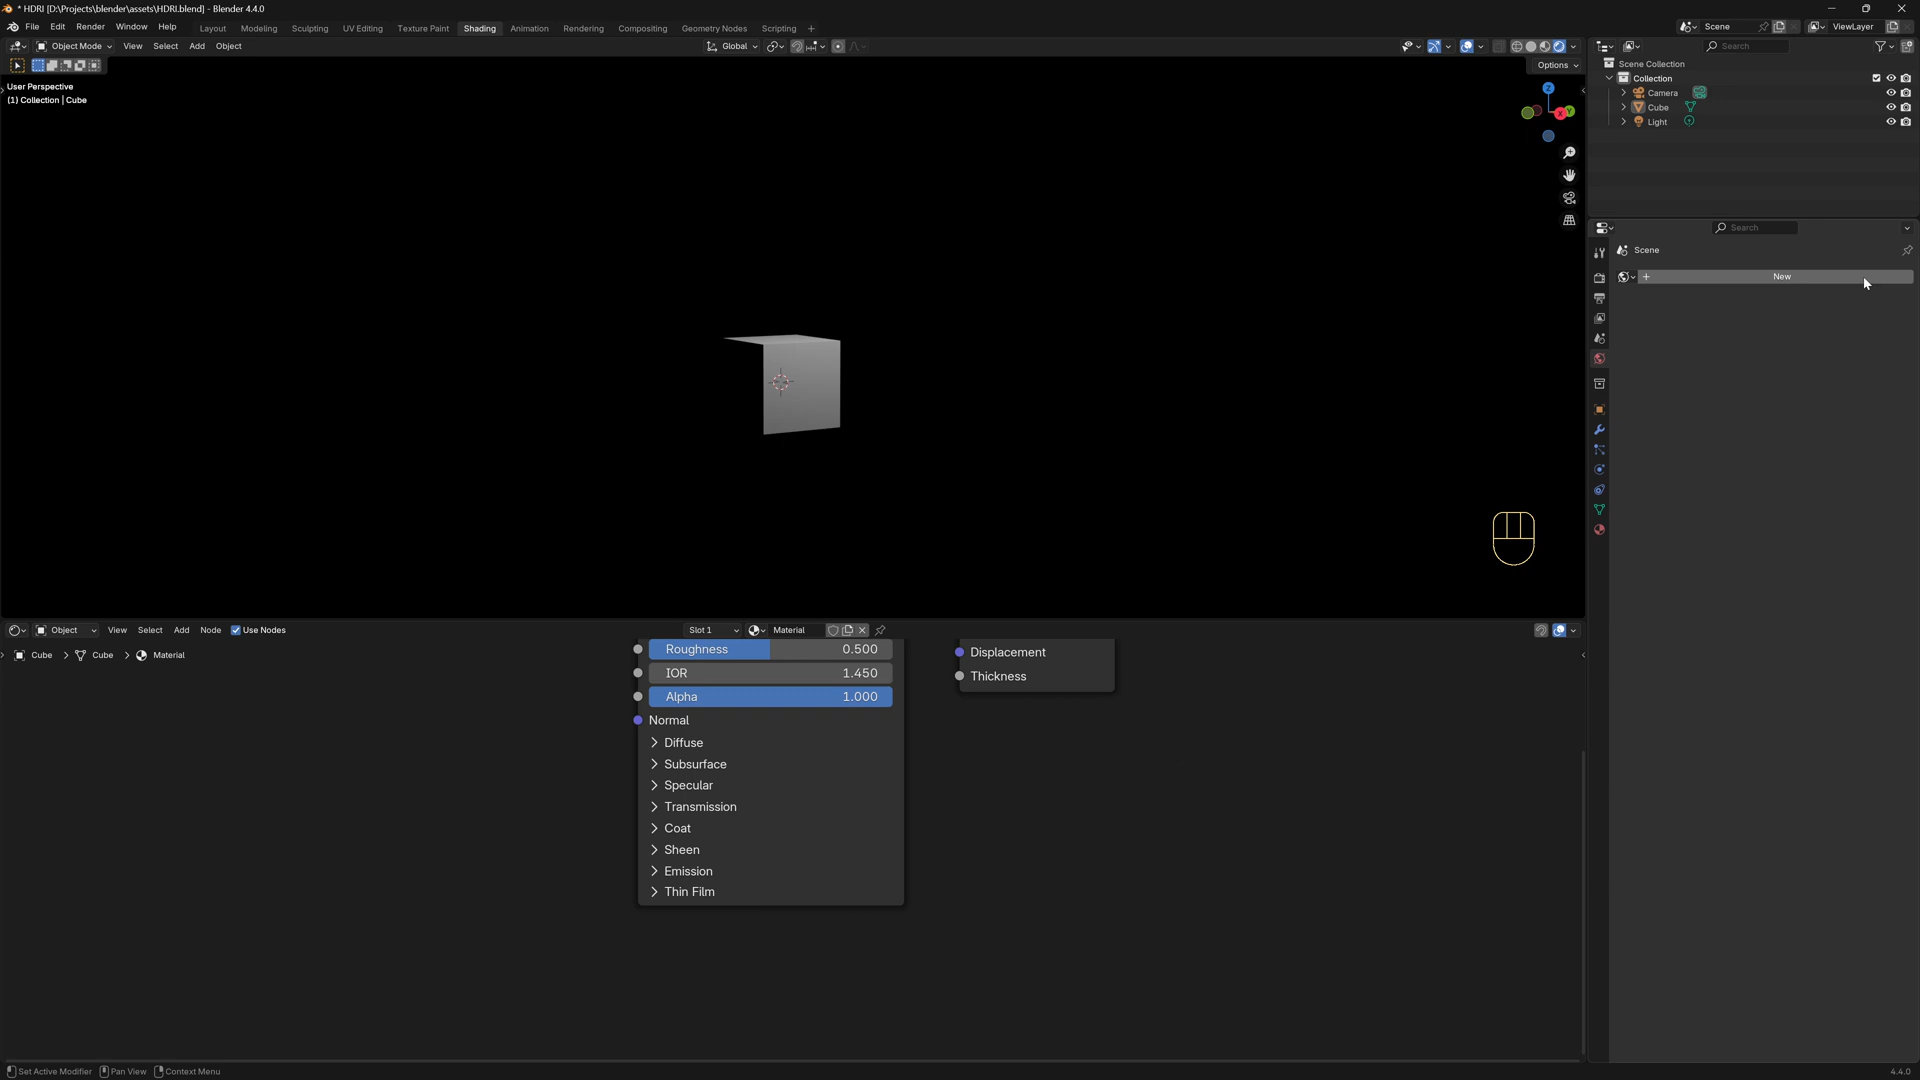 * HDRI [D:\Projects\blender\assets\HDRI.blend] - Blender 4.4.0
File Edit Render Window Help Layout Modeling Sculpting UV Editing Texture Paint Shading Animation Rendering Compositing Geometry Nodes Scripting + Scene ViewLayer
Object Mode View Select Add Object Global Search
Options
Scene Collection
Collection
Camera
Cube
Light
User Perspective
(1) Collection | Cube
Z
X
Y
Search
Scene
+ New
Object View Select Add Node Use Nodes Slot 1 Material
Cube > Cube > Material
Roughness 0.500
IOR 1.450
Alpha 1.000
Normal
Diffuse
Subsurface
Specular
Transmission
Coat
Sheen
Emission
Thin Film
Displacement
Thickness
Set Active Modifier Pan View Context Menu 4.4.0